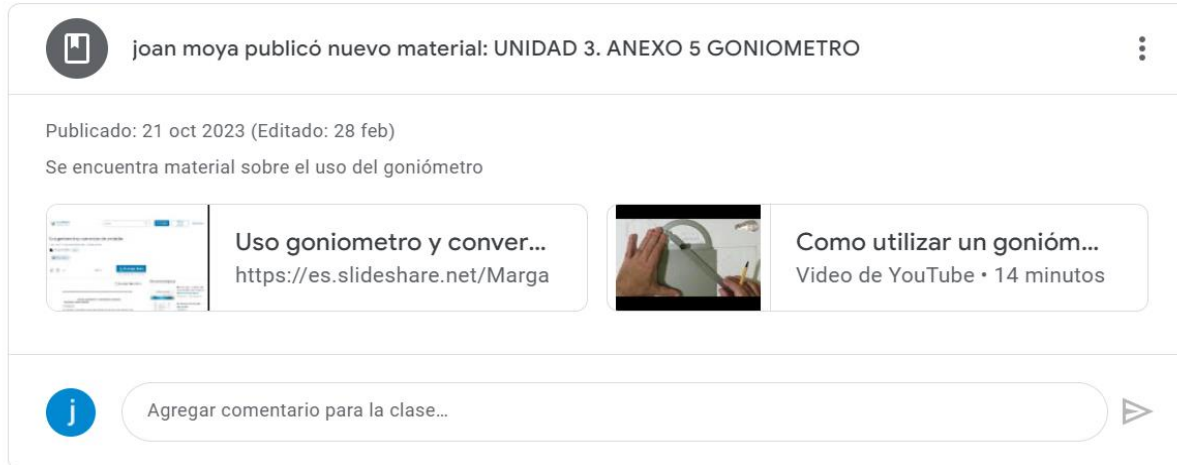 joan moya publicó nuevo material: UNIDAD 3. ANEXO 5 GONIOMETRO
Publicado: 21 oct 2023 (Editado: 28 feb)
Se encuentra material sobre el uso del goniómetro
Uso goniometro y conver...
https://es.slideshare.net/Marga
Como utilizar un gonióm...
Video de YouTube • 14 minutos
j
Agregar comentario para la clase...